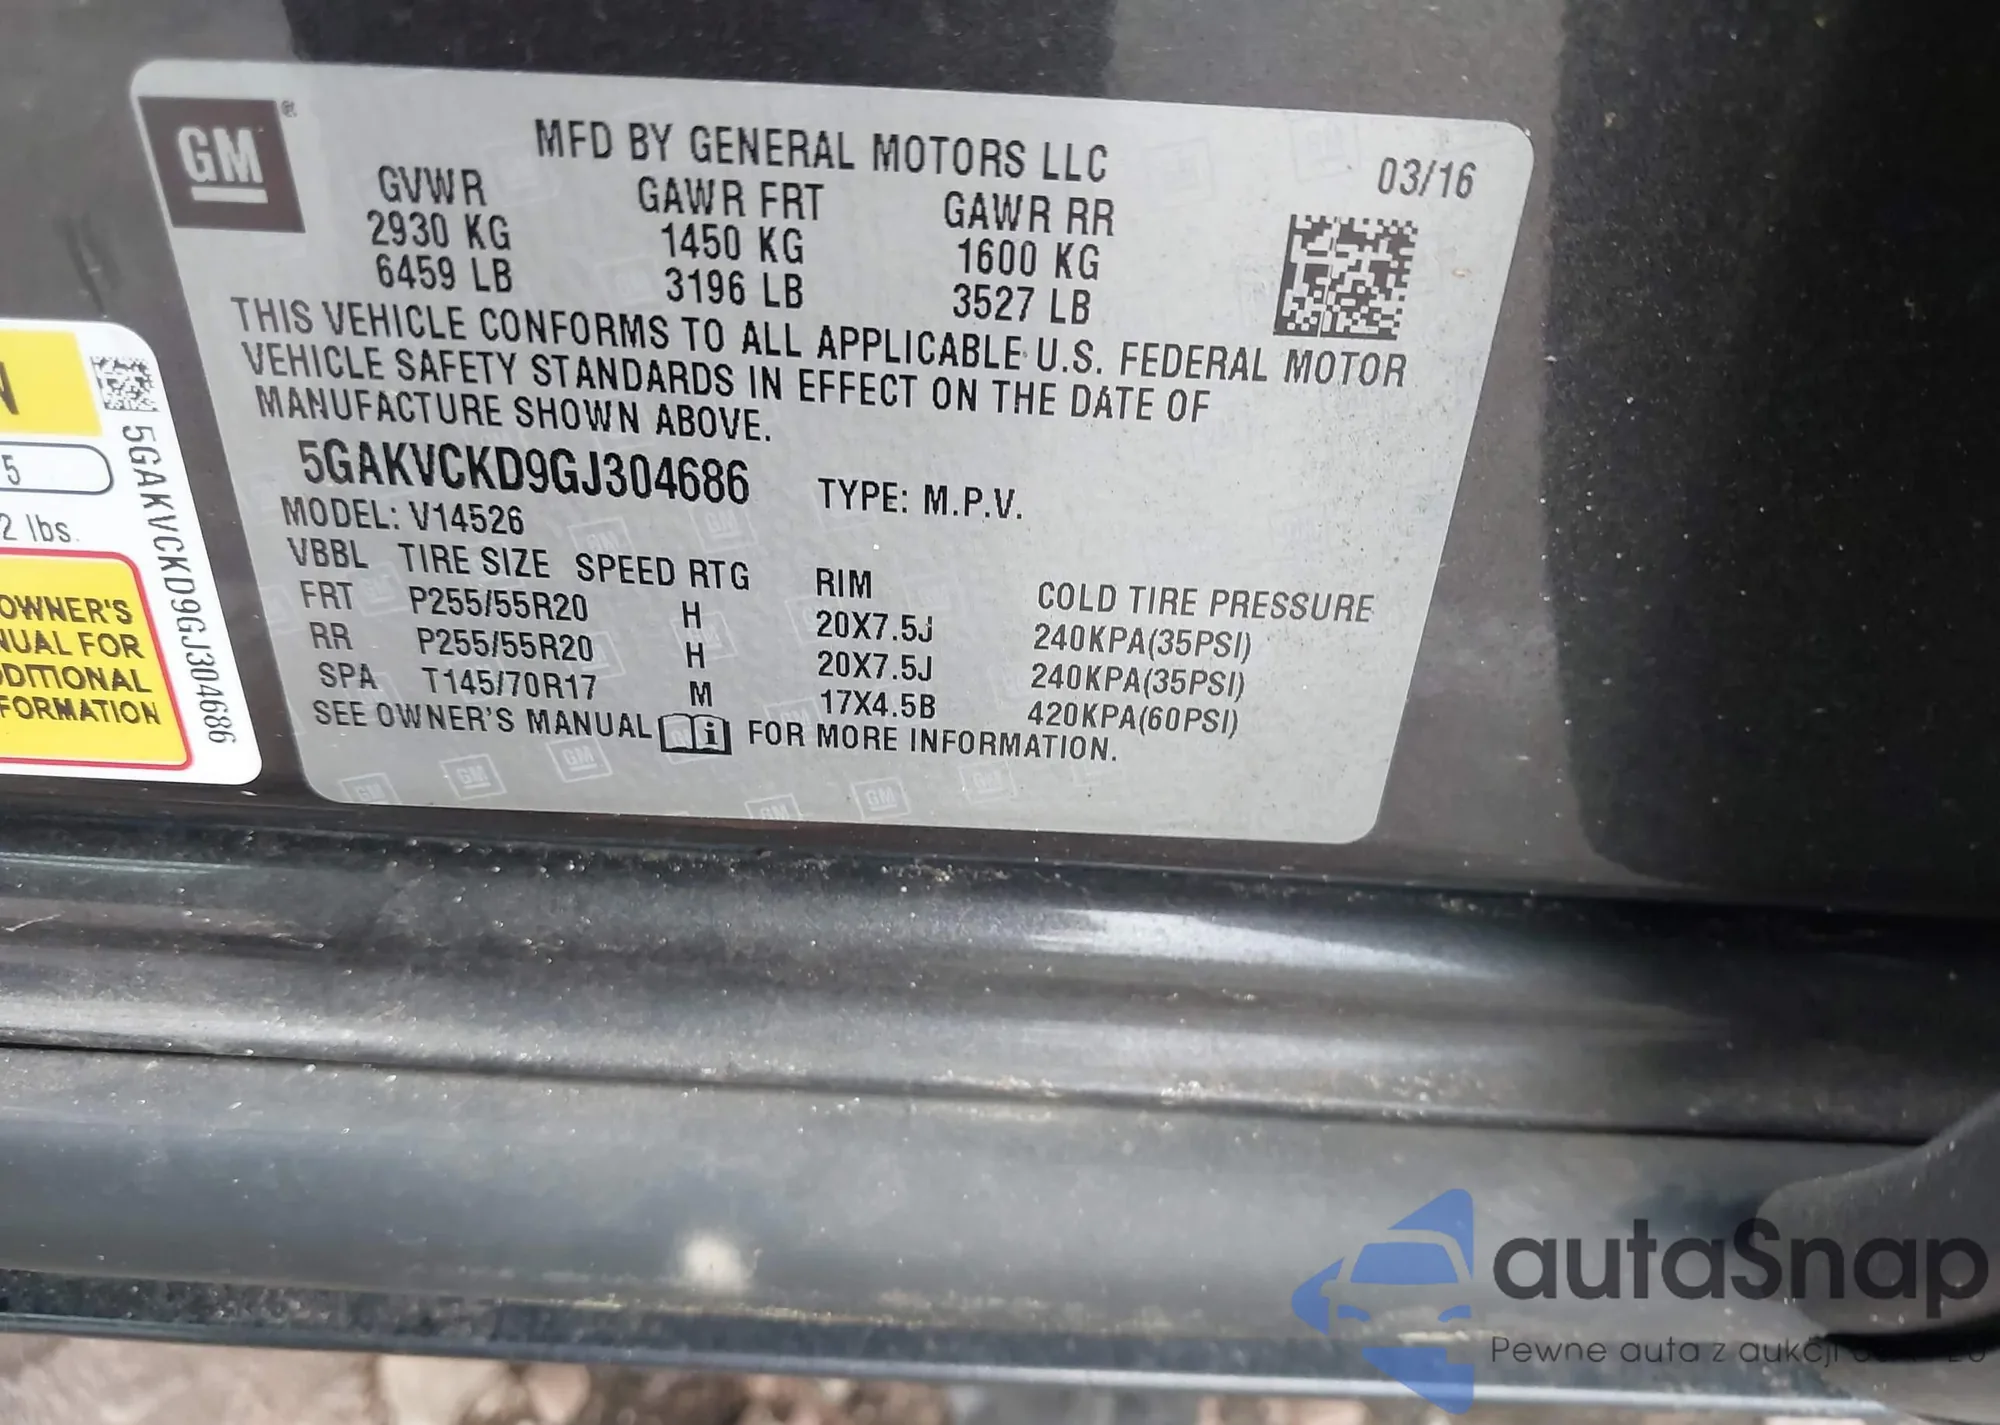 GM®
MFD BY GENERAL MOTORS LLC
03/16
GVWR GAWR FRT GAWR RR
2930 KG 1450 KG 1600 KG
6459 LB 3196 LB 3527 LB
THIS VEHICLE CONFORMS TO ALL APPLICABLE U.S. FEDERAL MOTOR
VEHICLE SAFETY STANDARDS IN EFFECT ON THE DATE OF
MANUFACTURE SHOWN ABOVE.
5GAKVCKD9GJ304686 TYPE: M.P.V.
MODEL: V14526
VBBL TIRE SIZE SPEED RTG RIM COLD TIRE PRESSURE
FRT P255/55R20 H 20X7.5J 240KPA(35PSI)
RR P255/55R20 H 20X7.5J 240KPA(35PSI)
SPA T145/70R17 M 17X4.5B 420KPA(60PSI)
SEE OWNER'S MANUAL i FOR MORE INFORMATION.
N
5
2 lbs.
OWNER'S
NUAL FOR
DDITIONAL
FORMATION
5GAKVCKD9GJ304686
autaSnap
Pewne auta z aukcji